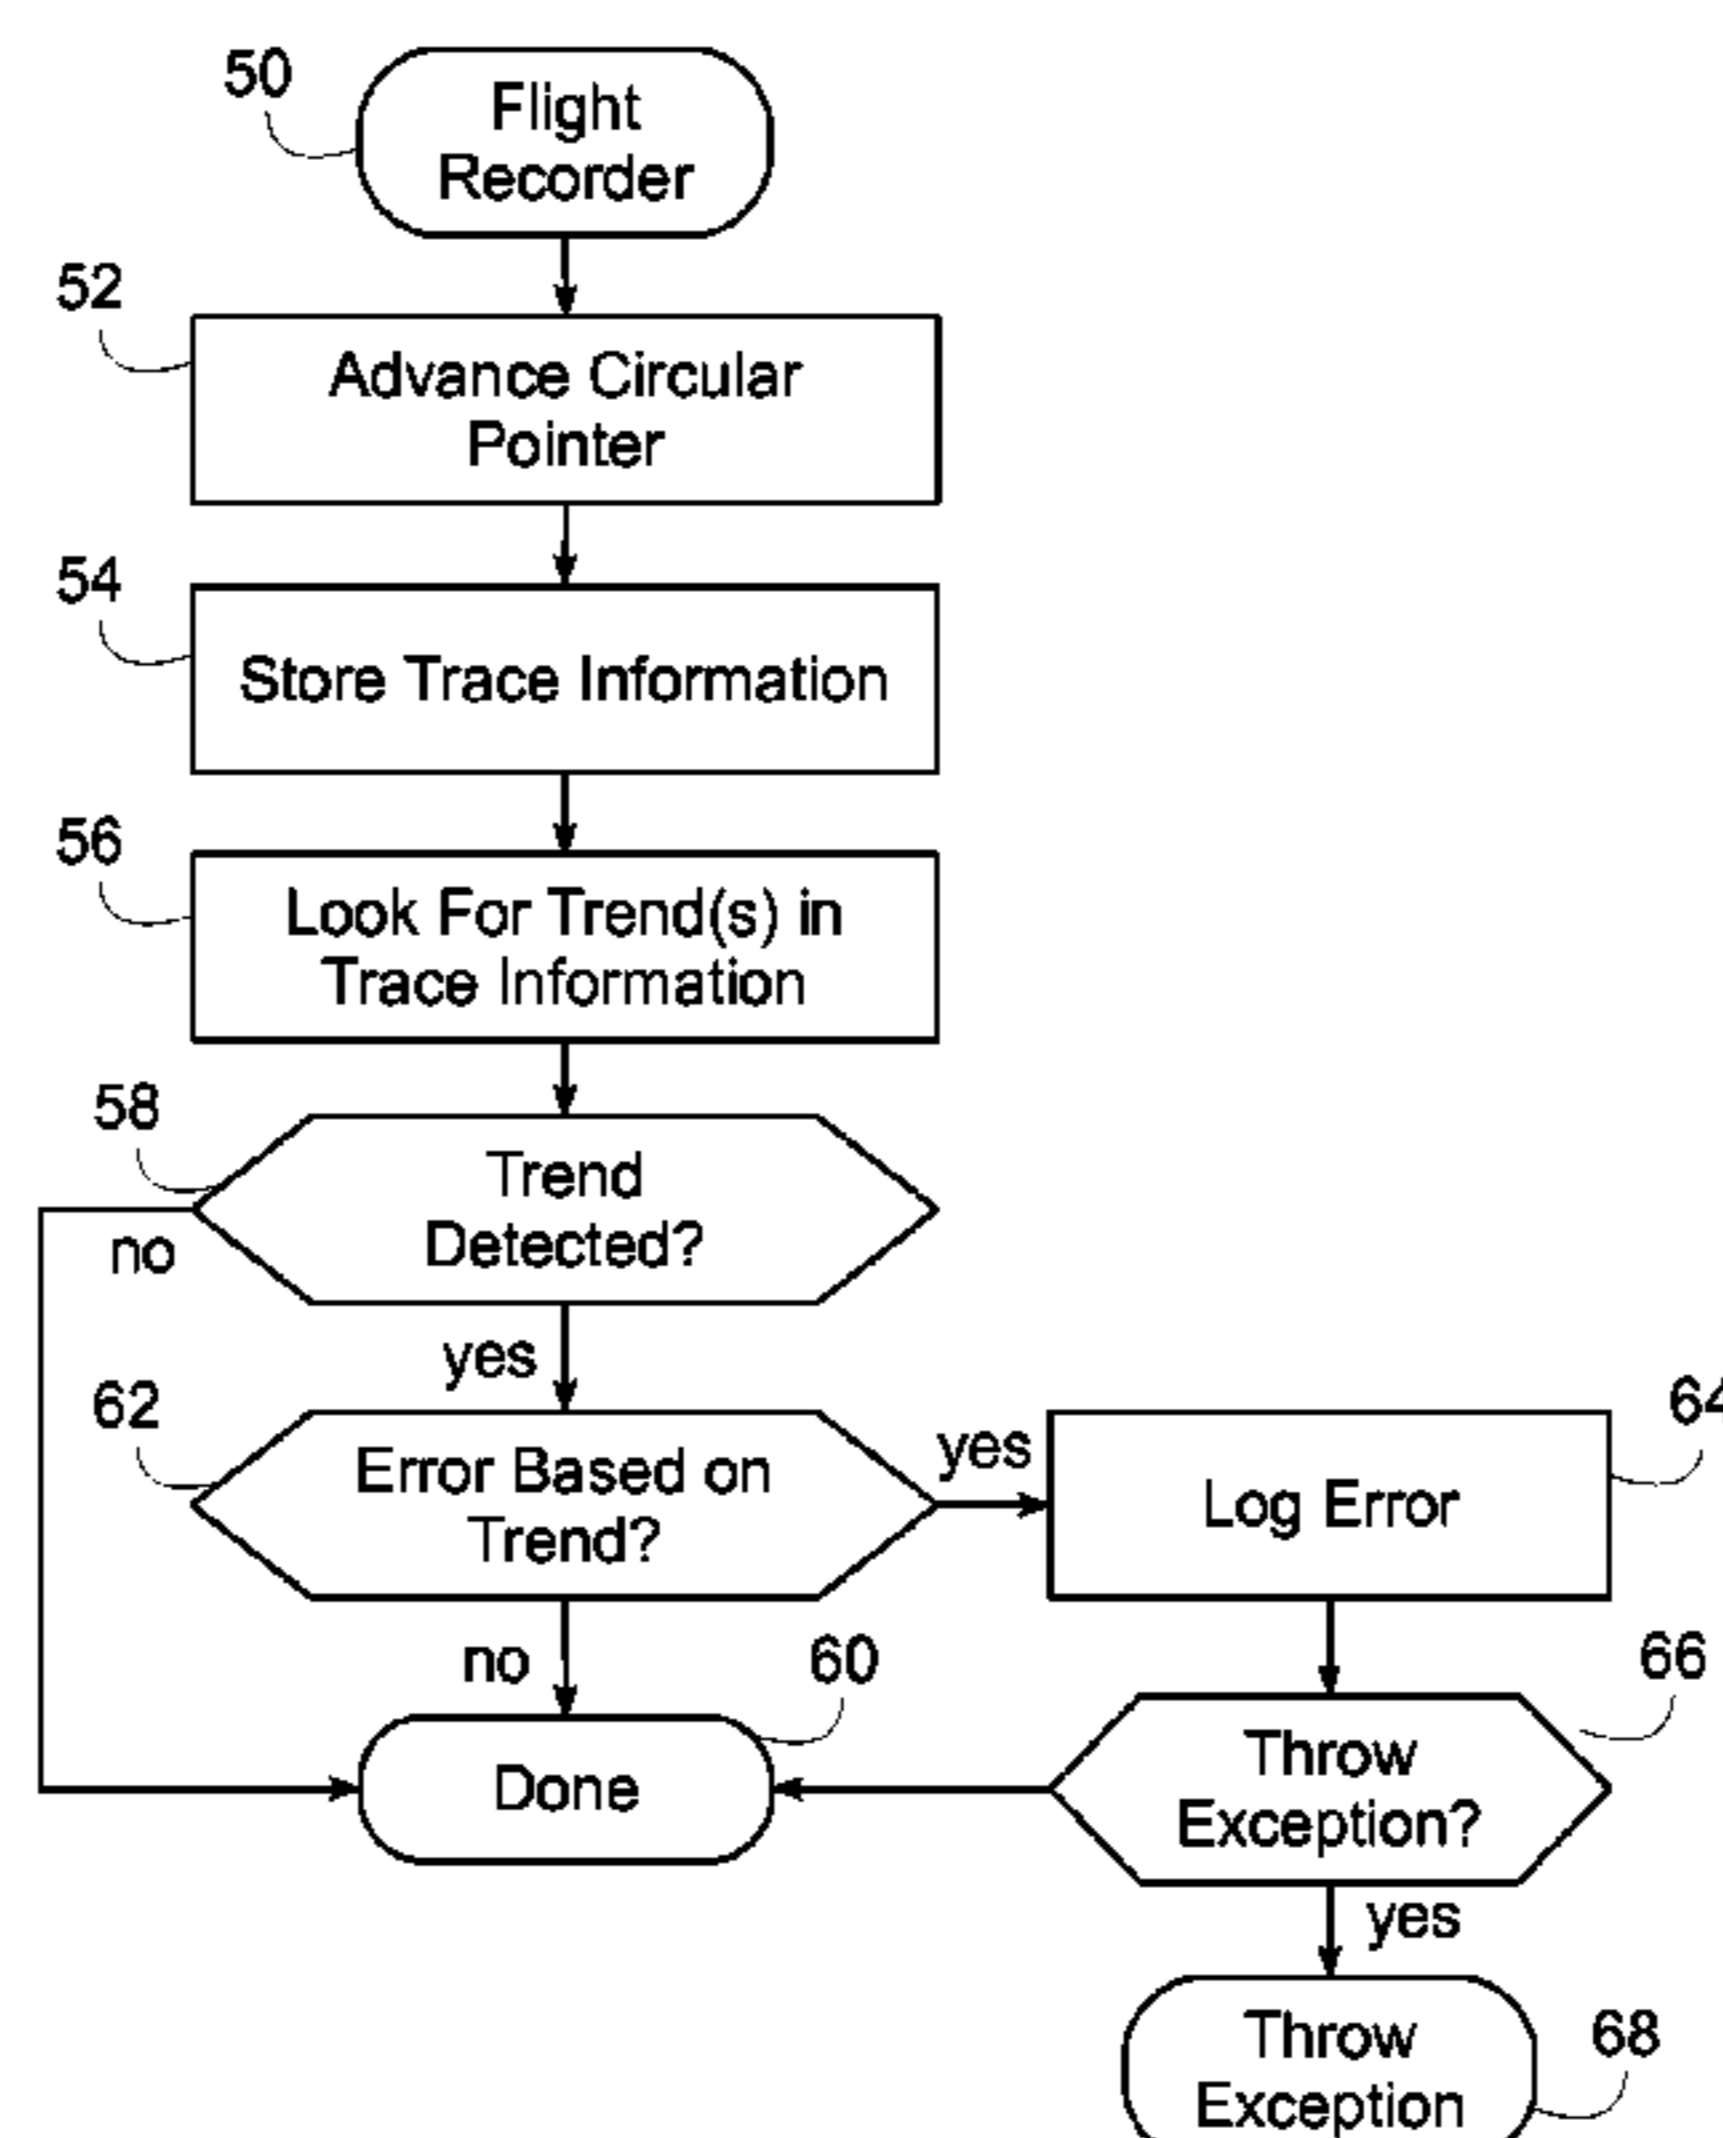 50
Flight
Recorder
52
Advance Circular
Pointer
54
Store Trace Information
56
Look For Trend(s) in
Trace Information
58
Trend
Detected?
no
yes
62
Error Based on
Trend?
yes
64
Log Error
no
60
Done
66
Throw
Exception?
yes
Throw
Exception
68